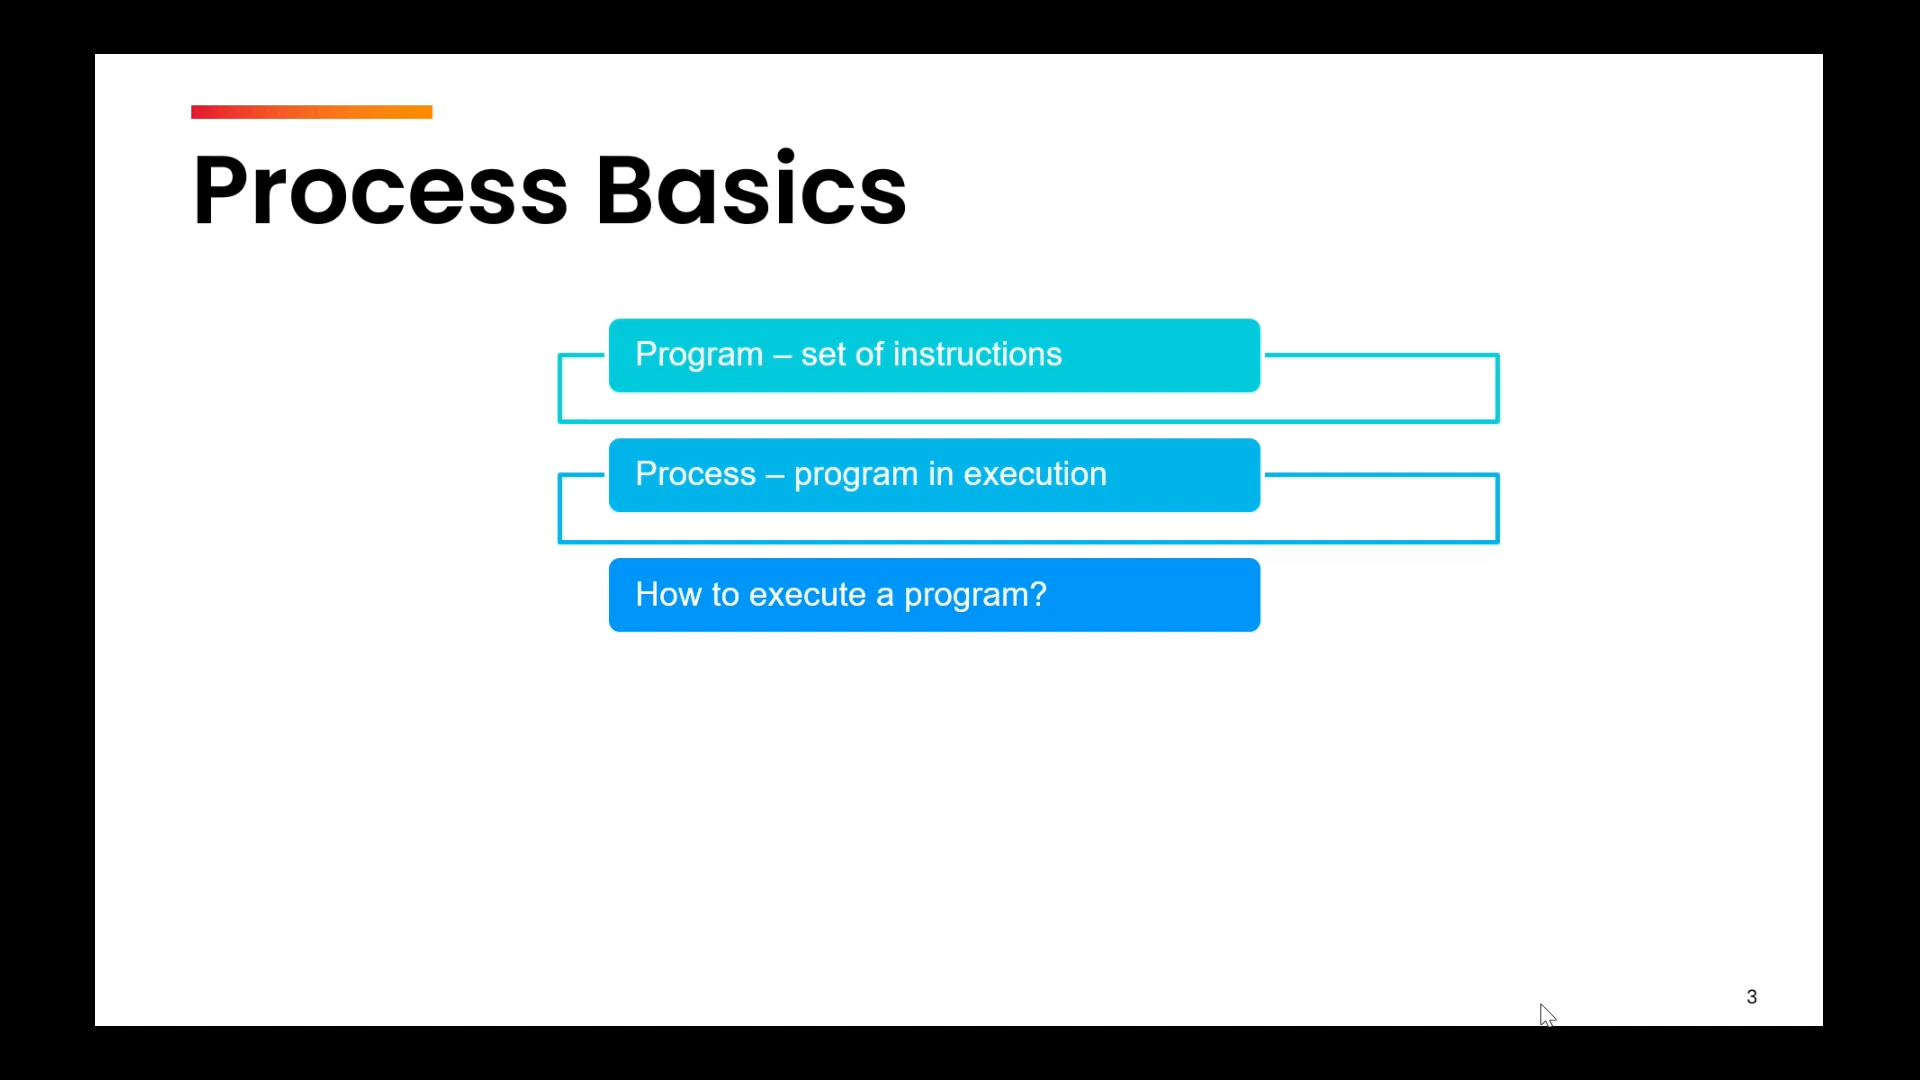 Process Basics
Program – set of instructions
Process – program in execution
How to execute a program?
3